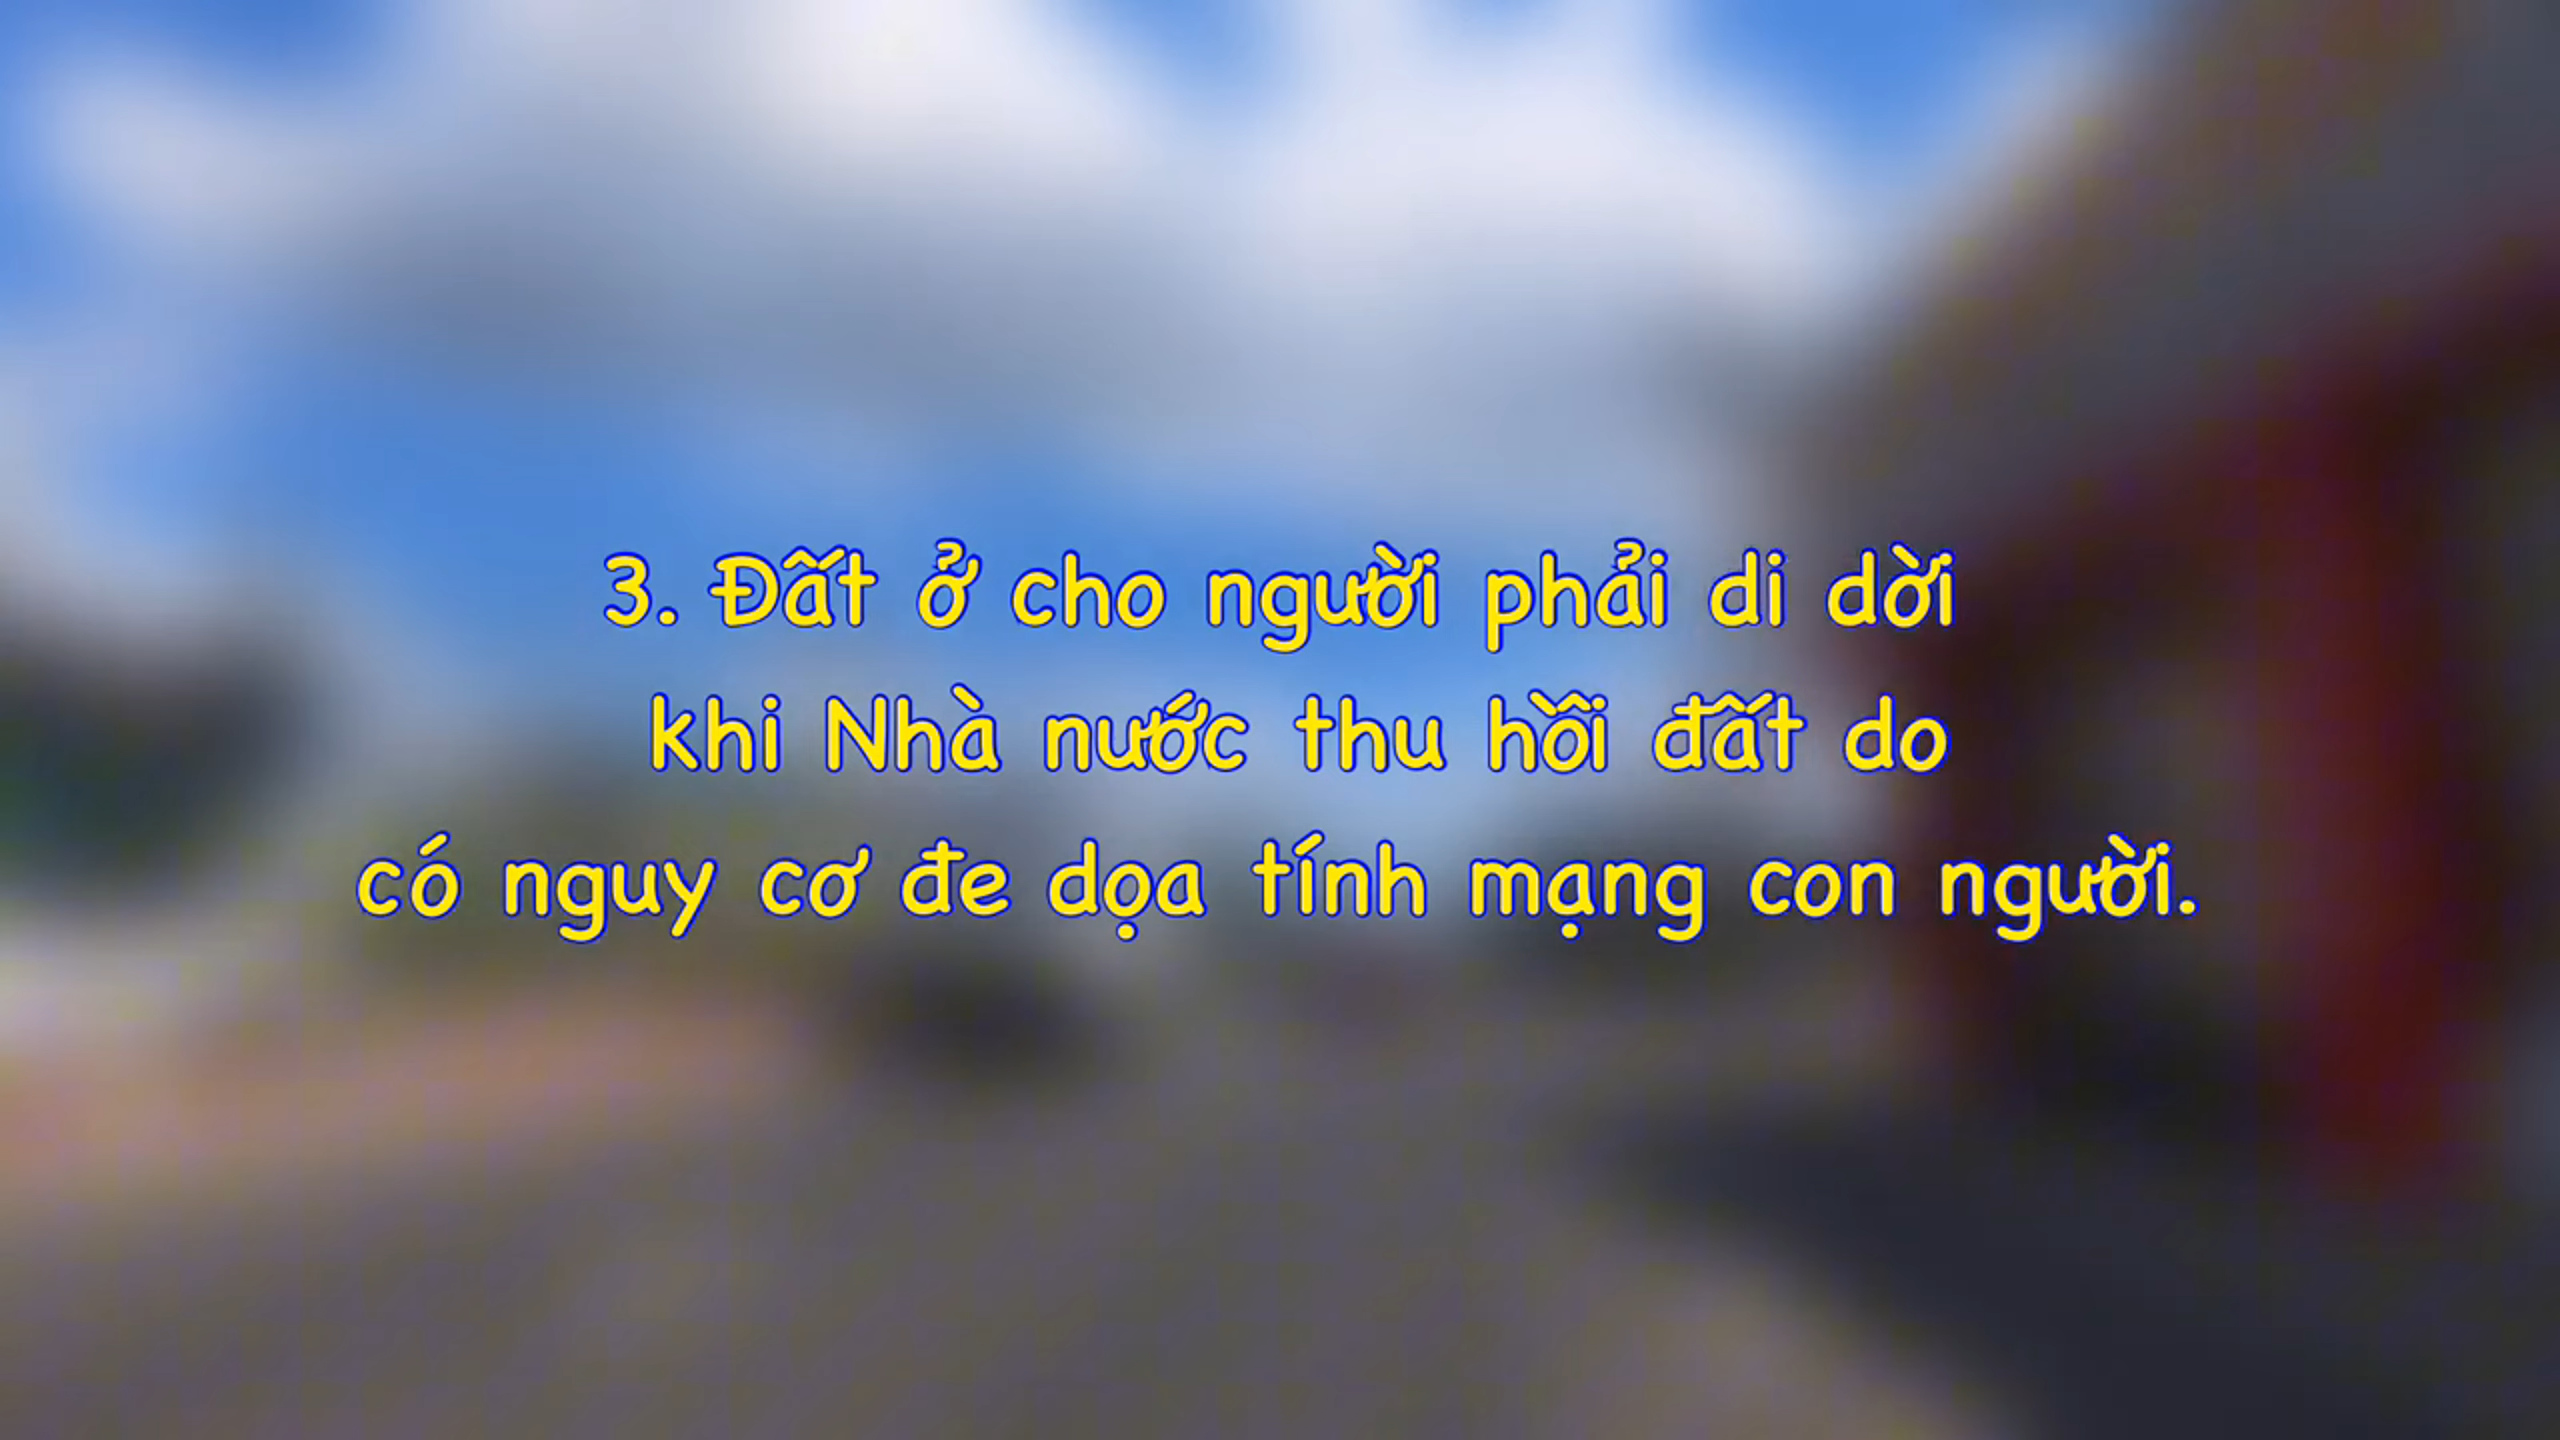 3. Đất ở cho người phải di dời
khi Nhà nước thu hồi đất do
có nguy cơ đe dọa tính mạng con người.